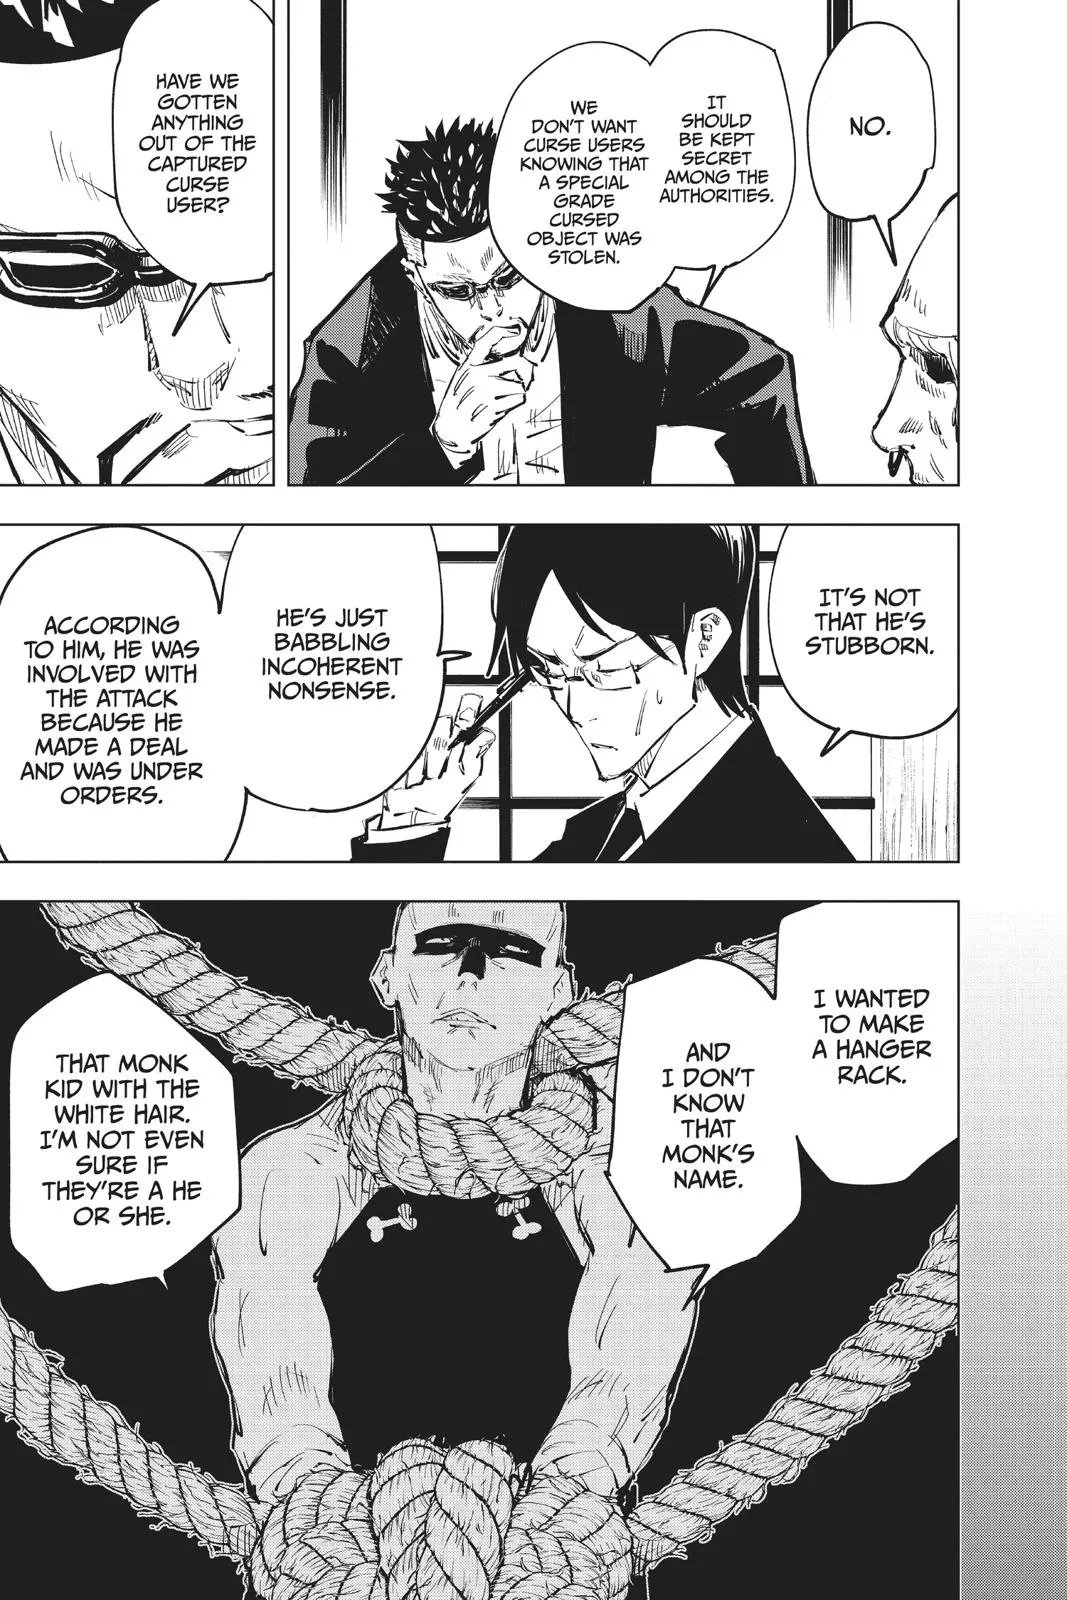 NO.
IT
SHOULD
BE KEPT
SECRET
AMONG THE
AUTHORITIES.
WE
DON'T WANT
CURSE USERS
KNOWING THAT
A SPECIAL
GRADE
CURSED
OBJECT WAS
STOLEN.
HAVE WE
GOTTEN
ANYTHING
OUT OF THE
CAPTURED
CURSE
USER?
IT'S NOT
THAT HE'S
STUBBORN.
HE'S JUST
BABBLING
INCOHERENT
NONSENSE.
ACCORDING
TO HIM, HE WAS
INVOLVED WITH
THE ATTACK
BECAUSE HE
MADE A DEAL
AND WAS UNDER
ORDERS.
I WANTED
TO MAKE
A HANGER
RACK.
AND
I DON'T
KNOW
THAT
MONK'S
NAME.
THAT MONK
KID WITH THE
WHITE HAIR.
I'M NOT EVEN
SURE IF
THEY'RE A HE
OR SHE.